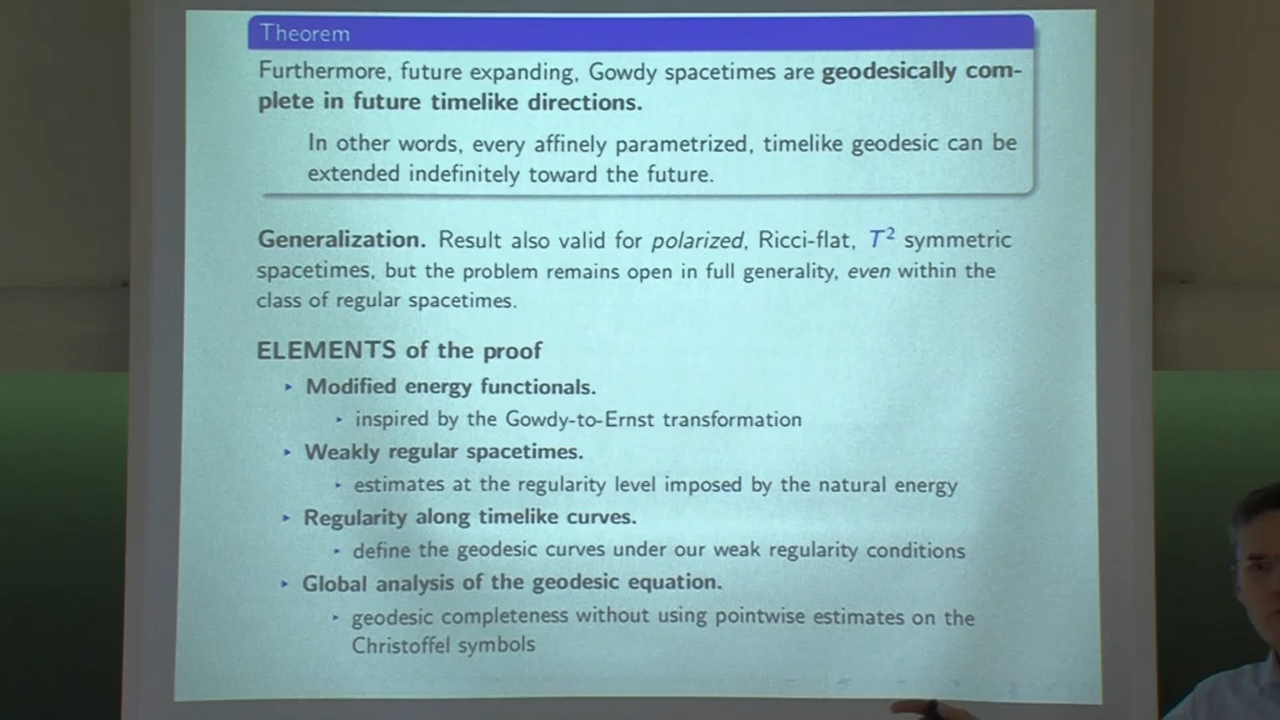 Theorem
Furthermore, future expanding, Gowdy spacetimes are geodesically com-
plete in future timelike directions.
In other words, every affinely parametrized, timelike geodesic can be
extended indefinitely toward the future.
Generalization. Result also valid for polarized, Ricci-flat, T² symmetric
spacetimes, but the problem remains open in full generality, even within the
class of regular spacetimes.
ELEMENTS of the proof
‣ Modified energy functionals.
‣ inspired by the Gowdy-to-Ernst transformation
‣ Weakly regular spacetimes.
‣ estimates at the regularity level imposed by the natural energy
‣ Regularity along timelike curves.
‣ define the geodesic curves under our weak regularity conditions
‣ Global analysis of the geodesic equation.
‣ geodesic completeness without using pointwise estimates on the
Christoffel symbols